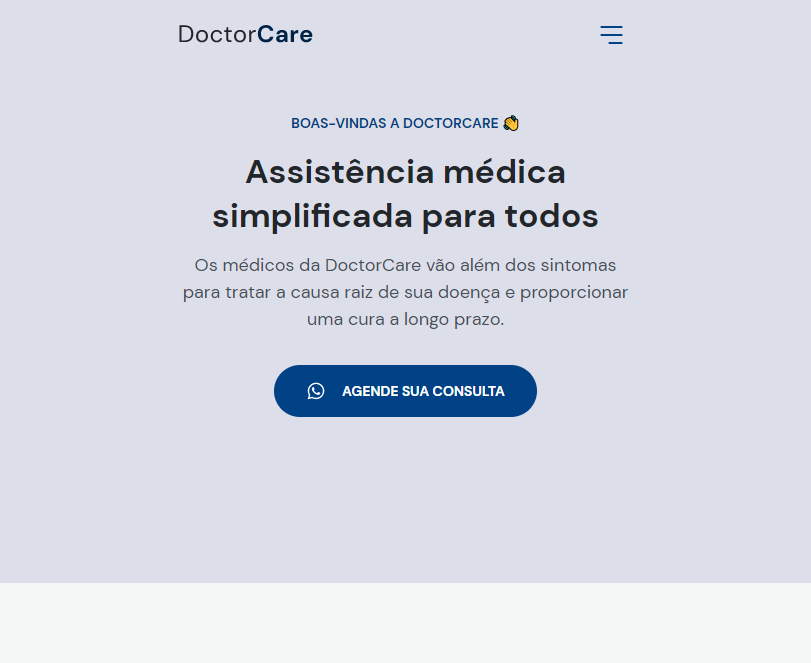 DoctorCare
BOAS-VINDAS A DOCTORCARE 👏
Assistência médica
simplificada para todos
Os médicos da DoctorCare vão além dos sintomas
para tratar a causa raiz de sua doença e proporcionar
uma cura a longo prazo.
AGENDE SUA CONSULTA